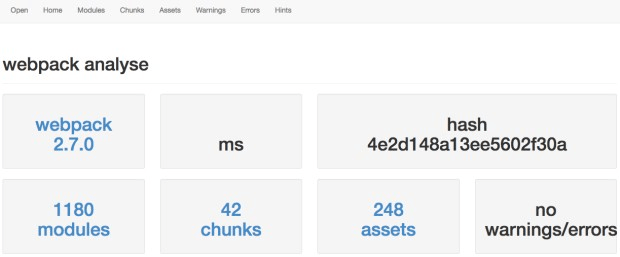 Open Home Modules Chunks Assets Warnings Errors Hints
webpack analyse
webpack
2.7.0
ms
hash
4e2d148a13ee5602f30a
1180
modules
42
chunks
248
assets
no
warnings/errors